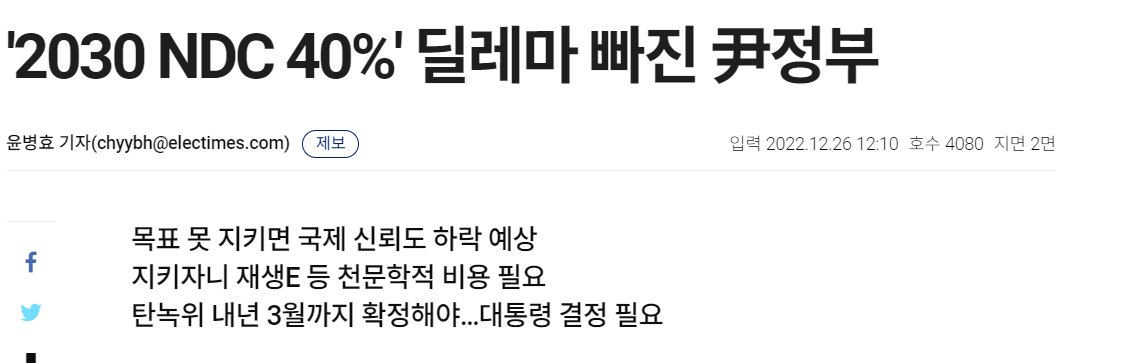 '2030 NDC 40%' 딜레마 빠진 尹정부
윤병효 기자(chyybh@electimes.com) 제보 입력 2022.12.26 12:10 호수 4080 지면 2면
목표 못 지키면 국제 신뢰도 하락 예상
지키자니 재생E 등 천문학적 비용 필요
탄녹위 내년 3월까지 확정해야...대통령 결정 필요